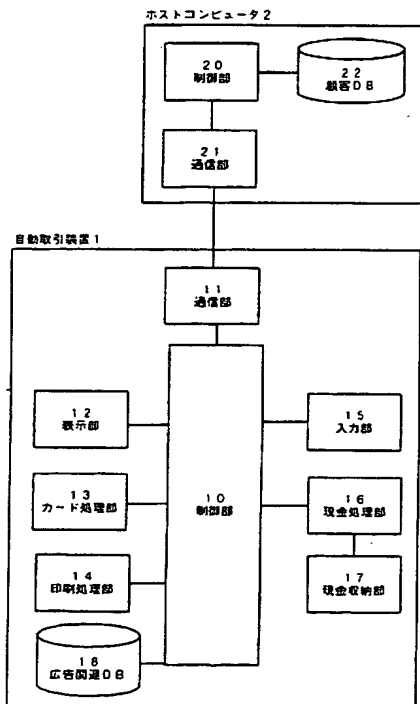 ホストコンピュータ2
20
制御部
22
顧客DB
21
通信部
自動取引装置1
11
通信部
12
表示部
15
入力部
13
カード処理部
10
制御部
16
現金処理部
14
印刷処理部
17
現金収納部
18
広告関連DB